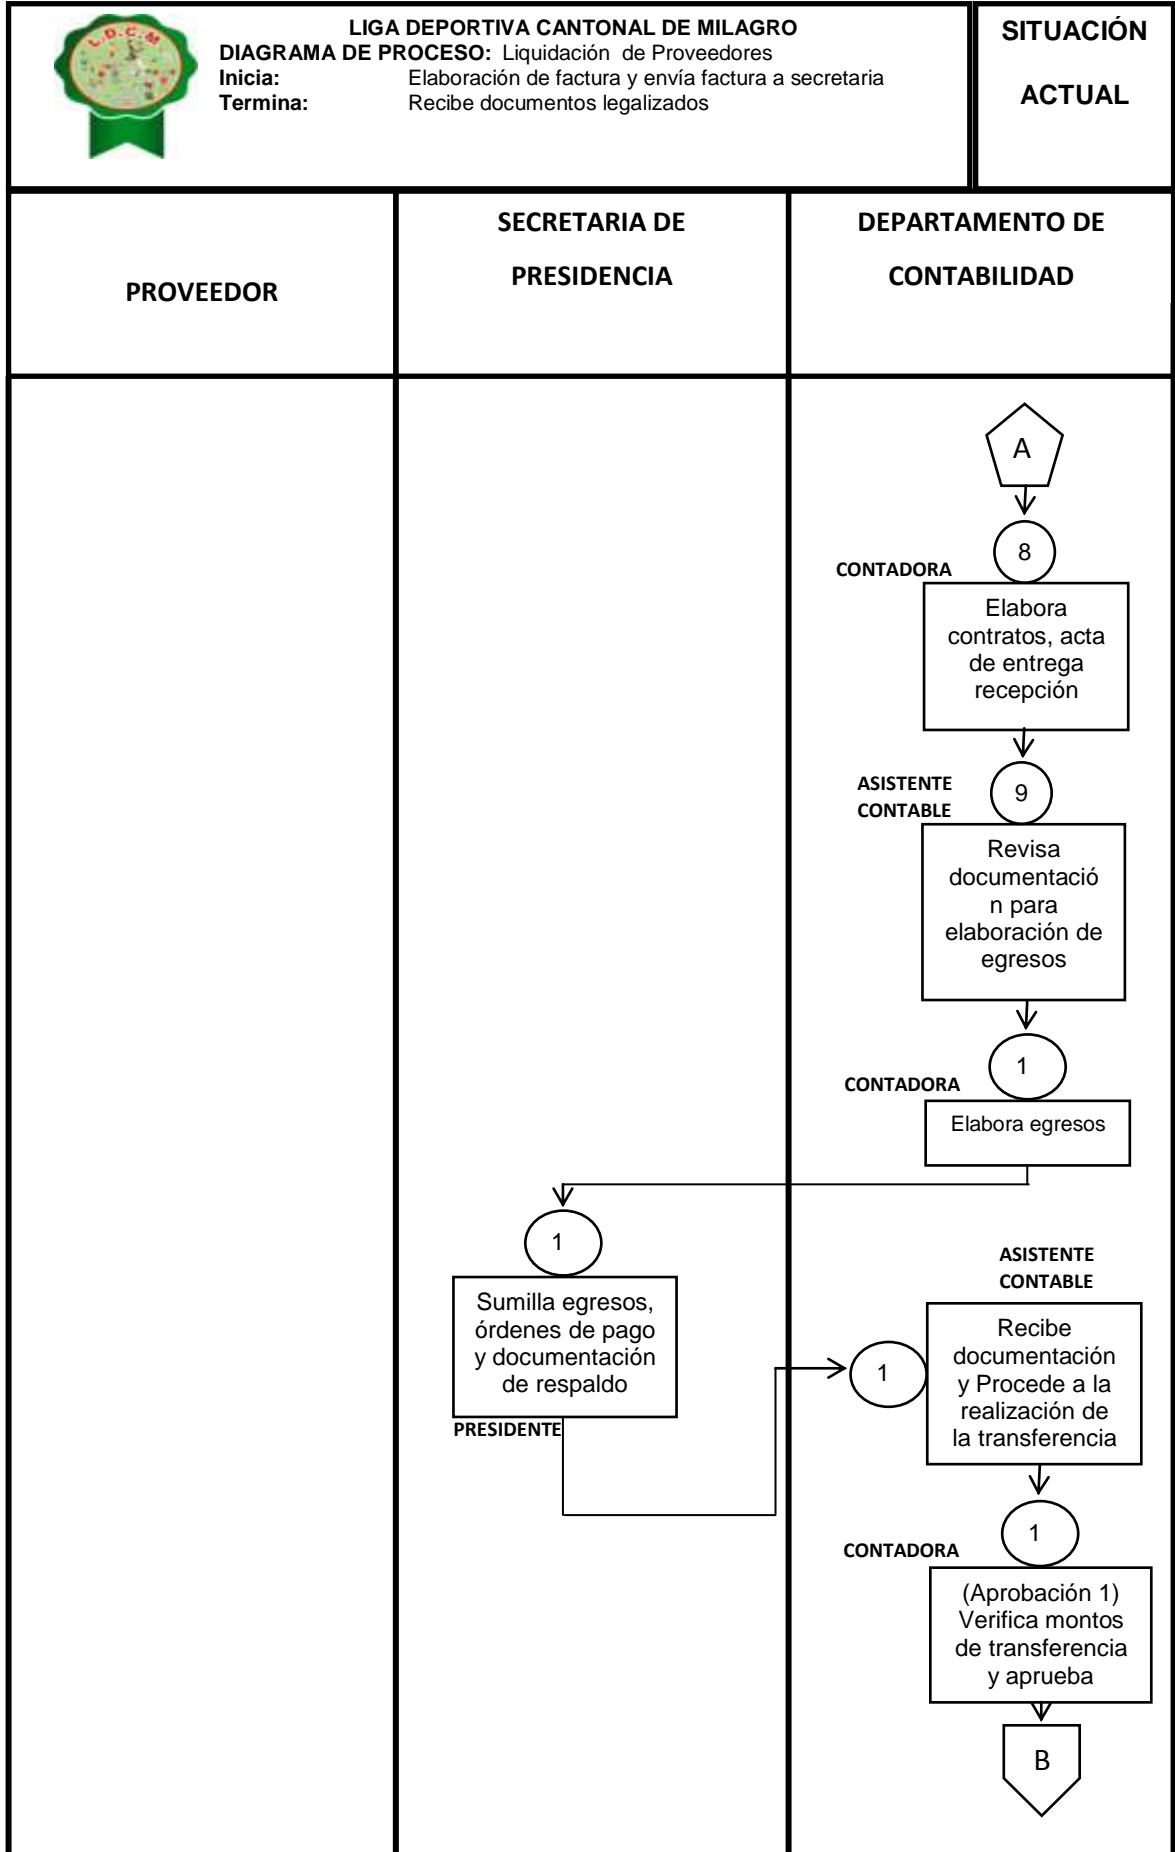 L.D.C.M
LIGA DEPORTIVA CANTONAL DE MILAGRO
DIAGRAMA DE PROCESO: Liquidación de Proveedores
Inicia: Elaboración de factura y envía factura a secretaria
Termina: Recibe documentos legalizados
SITUACIÓN
ACTUAL
PROVEEDOR
SECRETARIA DE
PRESIDENCIA
DEPARTAMENTO DE
CONTABILIDAD
A
8
CONTADORA
Elabora
contratos, acta
de entrega
recepción
ASISTENTE
CONTABLE
9
Revisa
documentació
n para
elaboración de
egresos
1
CONTADORA
Elabora egresos
1
Sumilla egresos,
órdenes de pago
y documentación
de respaldo
PRESIDENTE
ASISTENTE
CONTABLE
1
Recibe
documentación
y Procede a la
realización de
la transferencia
1
CONTADORA
(Aprobación 1)
Verifica montos
de transferencia
y aprueba
B